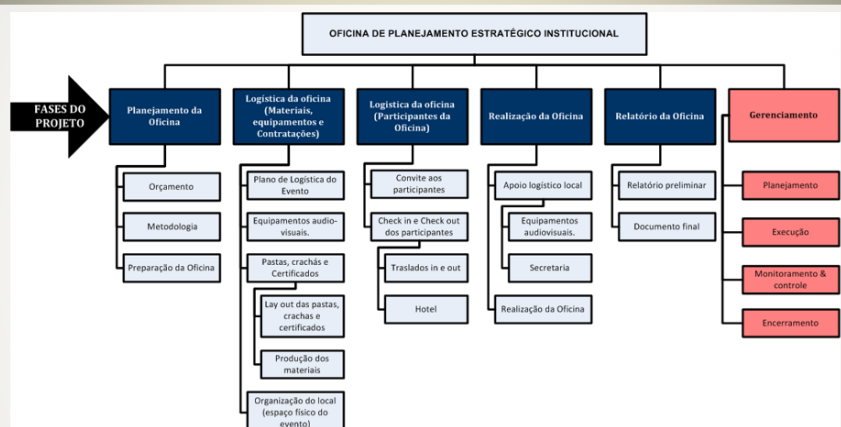 OFICINA DE PLANEJAMENTO ESTRATÉGICO INSTITUCIONAL
FASES DO
PROJETO
Planejamento da
Oficina
Orçamento
Metodologia
Preparação da Oficina
Logística da oficina
(Materiais,
equipamentos e
Contratações)
Plano de Logística do
Evento
Equipamentos audio-
visuais.
Pastas, crachás e
Certificados
Lay out das pastas,
crachas e
certificados
Produção dos
materiais
Organização do local
(espaço físico do
evento)
Logística da oficina
(Participantes da
Oficina)
Convite aos
participantes
Check in e Check out
dos participantes
Traslados in e out
Hotel
Realização da Oficina
Apoio logístico local
Equipamentos
audiovisuais.
Secretaria
Realização da Oficina
Relatório da Oficina
Relatório preliminar
Documento final
Gerenciamento
Planejamento
Execução
Monitoramento &
controle
Encerramento